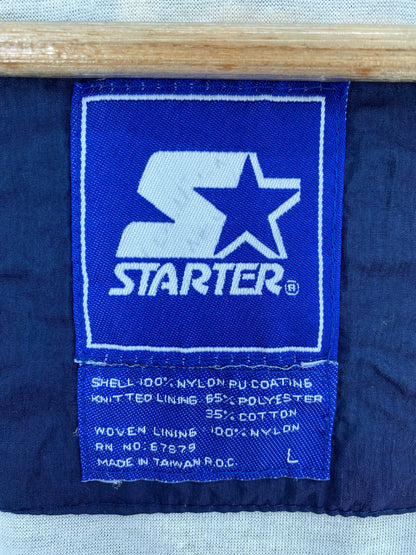 STARTER®
SHELL 100% NYLON PU COATING
KNITTED LINING 65% POLYESTER
35% COTTON
WOVEN LINING 100% NYLON
RN NO: 67879
MADE IN TAIWAN R.O.C. L